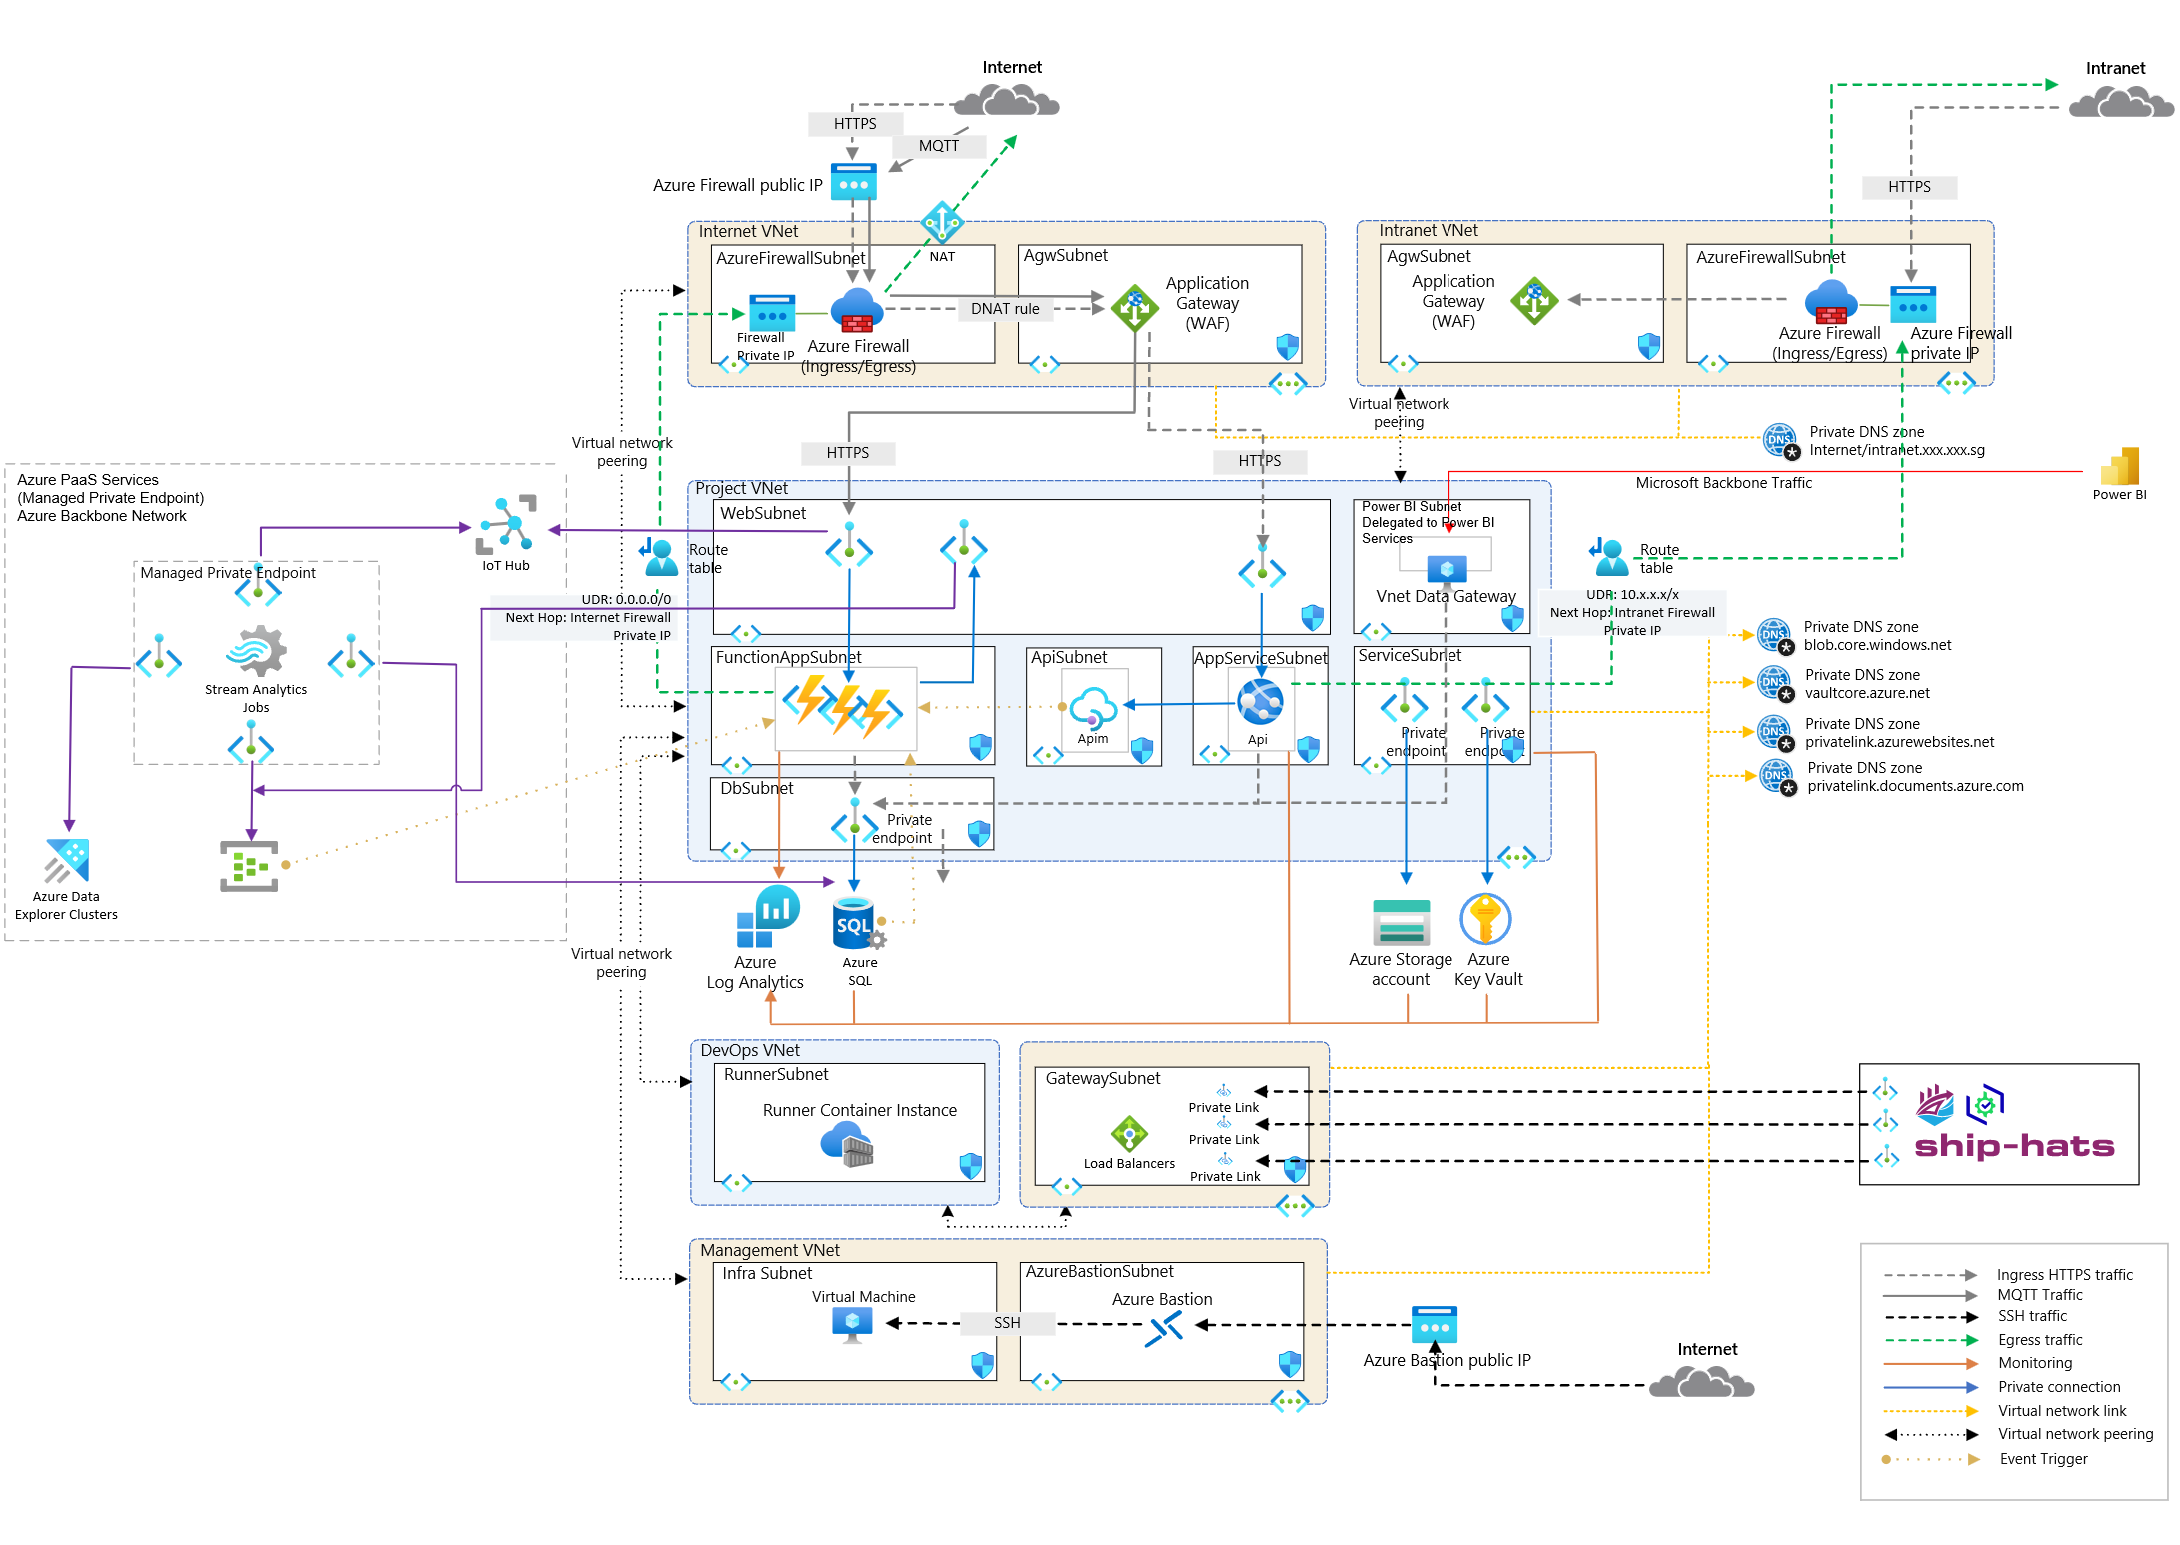 Internet
Intranet
HTTPS
MQTT
Azure Firewall public IP
HTTPS
Internet VNet
AzureFirewallSubnet
NAT
AgwSubnet
Application
Gateway
(WAF)
DNAT rule
Firewall
Private IP
Azure Firewall
(Ingress/Egress)
Intranet VNet
AgwSubnet
Application
Gateway
(WAF)
AzureFirewallSubnet
Azure Firewall
(Ingress/Egress)
Azure Firewall
private IP
Virtual network
peering
Virtual network
peering
HTTPS
HTTPS
Private DNS zone
Internet/intranet.xxx.xxx.sg
Microsoft Backbone Traffic
Power BI
Azure PaaS Services
(Managed Private Endpoint)
Azure Backbone Network
IoT Hub
Managed Private Endpoint
Stream Analytics
Jobs
Azure Data
Explorer Clusters
Route
table
UDR: 0.0.0.0/0
Next Hop: Internet Firewall
Private IP
Project VNet
WebSubnet
Power BI Subnet
Delegated to Power BI
Services
Vnet Data Gateway
Route
table
UDR: 10.x.x.x/x
Next Hop: Intranet Firewall
Private IP
FunctionAppSubnet
ApiSubnet
Apim
AppServiceSubnet
Api
ServiceSubnet
Private
endpoint
Private
endpoint
DbSubnet
Private
endpoint
DNS
Private DNS zone
blob.core.windows.net
DNS
Private DNS zone
vaultcore.azure.net
DNS
Private DNS zone
privatelink.azurewebsites.net
DNS
Private DNS zone
privatelink.documents.azure.com
DNS
Azure
Log Analytics
SQL
Azure
SQL
Azure Storage
account
Azure
Key Vault
Virtual network
peering
DevOps VNet
RunnerSubnet
Runner Container Instance
GatewaySubnet
Load Balancers
Private Link
Private Link
Private Link
ship-hats
Management VNet
Infra Subnet
Virtual Machine
SSH
AzureBastionSubnet
Azure Bastion
Azure Bastion public IP
Internet
Ingress HTTPS traffic
MQTT Traffic
SSH traffic
Egress traffic
Monitoring
Private connection
Virtual network link
Virtual network peering
Event Trigger